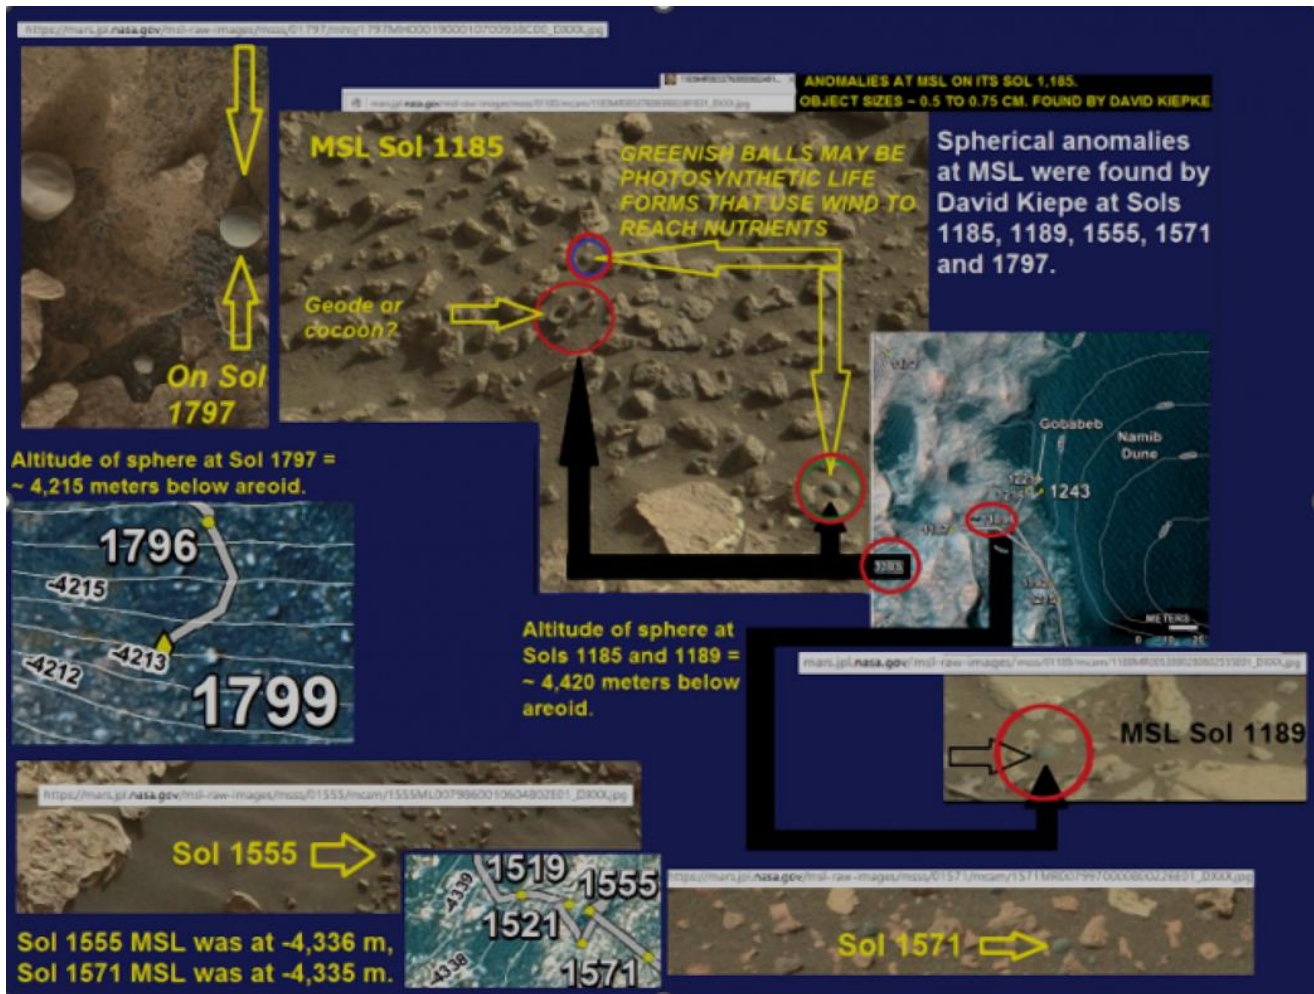 ANOMALIES AT MSL ON ITS SOL 1,185.
OBJECT SIZES ~ 0.5 TO 0.75 CM. FOUND BY DAVID KIEPKE.
MSL Sol 1185
GREENISH BALLS MAY BE
PHOTOSYNTHETIC LIFE
FORMS THAT USE WIND TO
REACH NUTRIENTS
Spherical anomalies
at MSL were found by
David Kiepe at Sols
1185, 1189, 1555, 1571
and 1797.
Geode or
cocoon?
On Sol
1797
Altitude of sphere at Sol 1797 =
~ 4,215 meters below areoid.
1796
-4215
-4213
-4212
1799
Gobabeb
Namib
Dune
1243
METERS
0 10 20
Altitude of sphere at
Sols 1185 and 1189 =
~ 4,420 meters below
areoid.
MSL Sol 1189
Sol 1555
1519
1555
-4339
1521
-4338
1571
Sol 1571
Sol 1555 MSL was at -4,336 m,
Sol 1571 MSL was at -4,335 m.